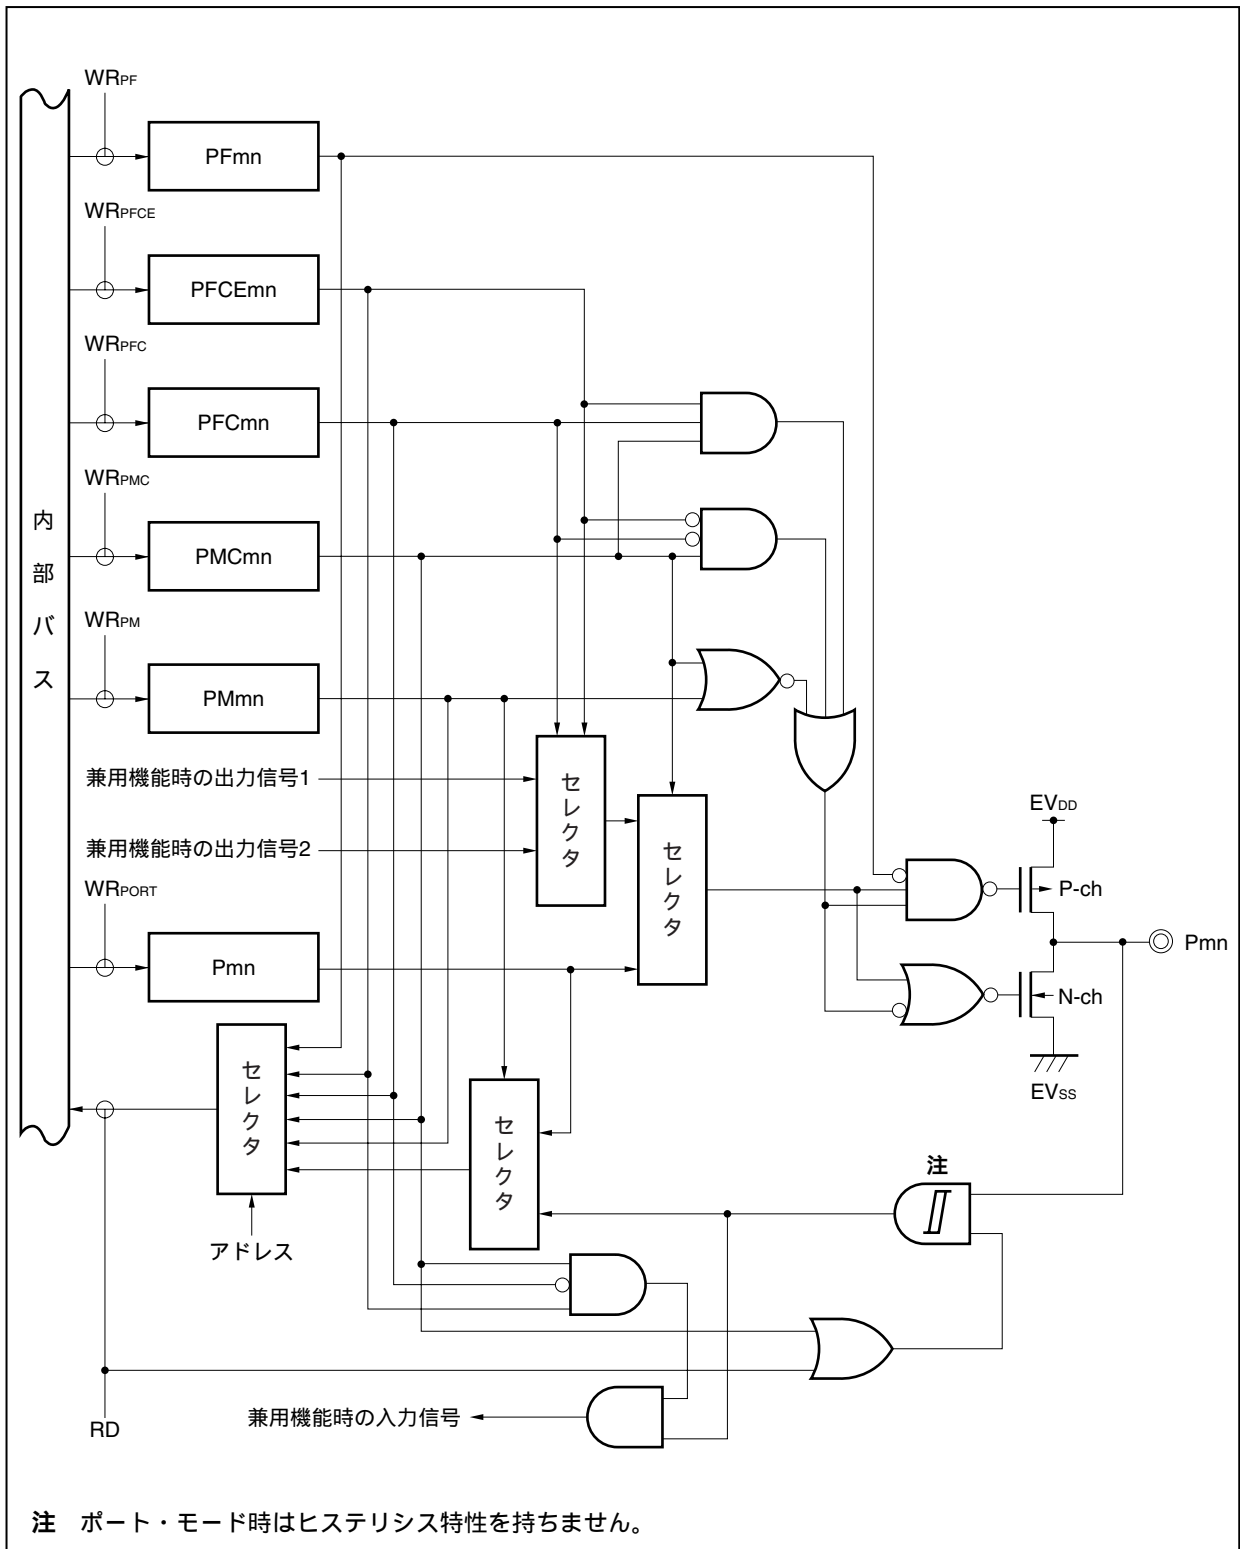 WRPF
PFmn
WRPFCE
PFCEmn
WRPFC
PFCmn
WRPMC
PMCmn
WRPM
PMmn
内部バス
兼用機能時の出力信号1
兼用機能時の出力信号2
セレクタ
セレクタ
WRPORT
Pmn
EVDD
P-ch
Pmn
N-ch
EVSS
セレクタ
セレクタ
アドレス
注
兼用機能時の入力信号
RD
注 ポート・モード時はヒステリシス特性を持ちません。